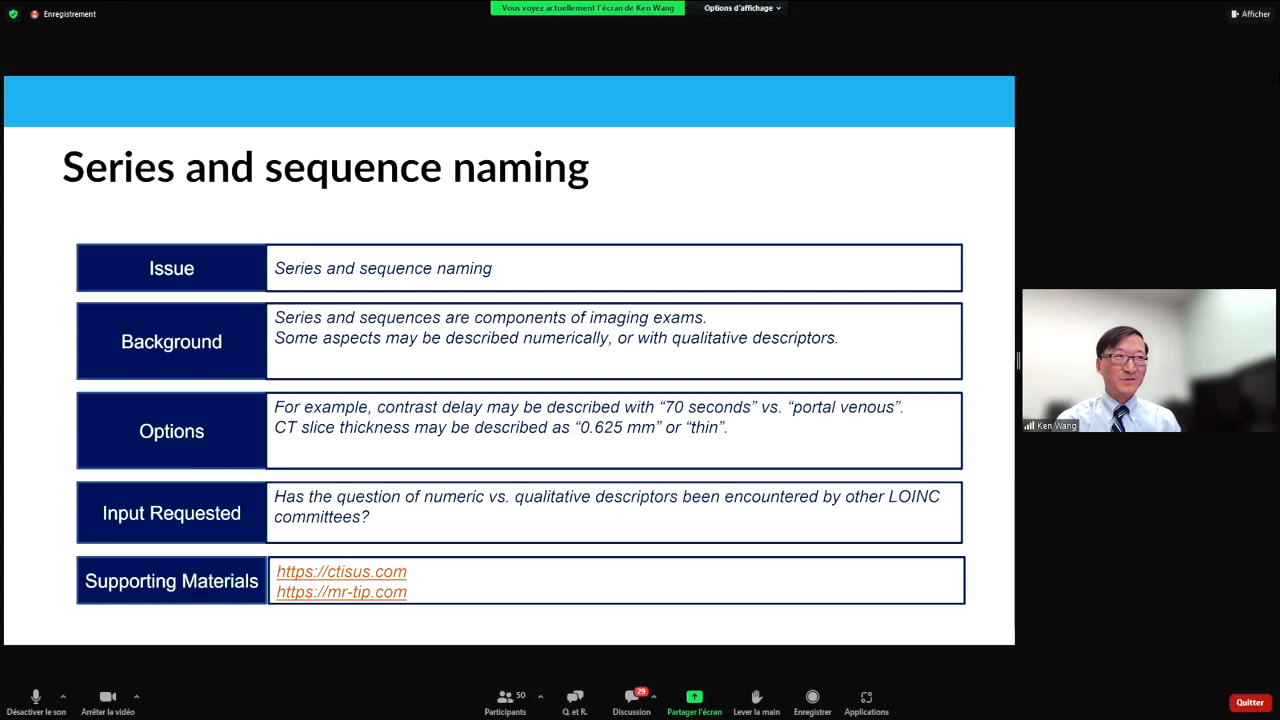 Enregistrement
Vous voyez actuellement l'écran de Ken Wang
Options d'affichage
Afficher
Series and sequence naming
Issue
Series and sequence naming
Background
Series and sequences are components of imaging exams.
Some aspects may be described numerically, or with qualitative descriptors.
Options
For example, contrast delay may be described with “70 seconds” vs. “portal venous”.
CT slice thickness may be described as “0.625 mm” or “thin”.
Input Requested
Has the question of numeric vs. qualitative descriptors been encountered by other LOINC
committees?
Supporting Materials
https://ctisus.com
https://mr-tip.com
Ken Wang
Désactiver le son
Arrêter la vidéo
50
Participants
Q. et R.
29
Discussion
Partager l'écran
Lever la main
Enregistrer
Applications
Quitter